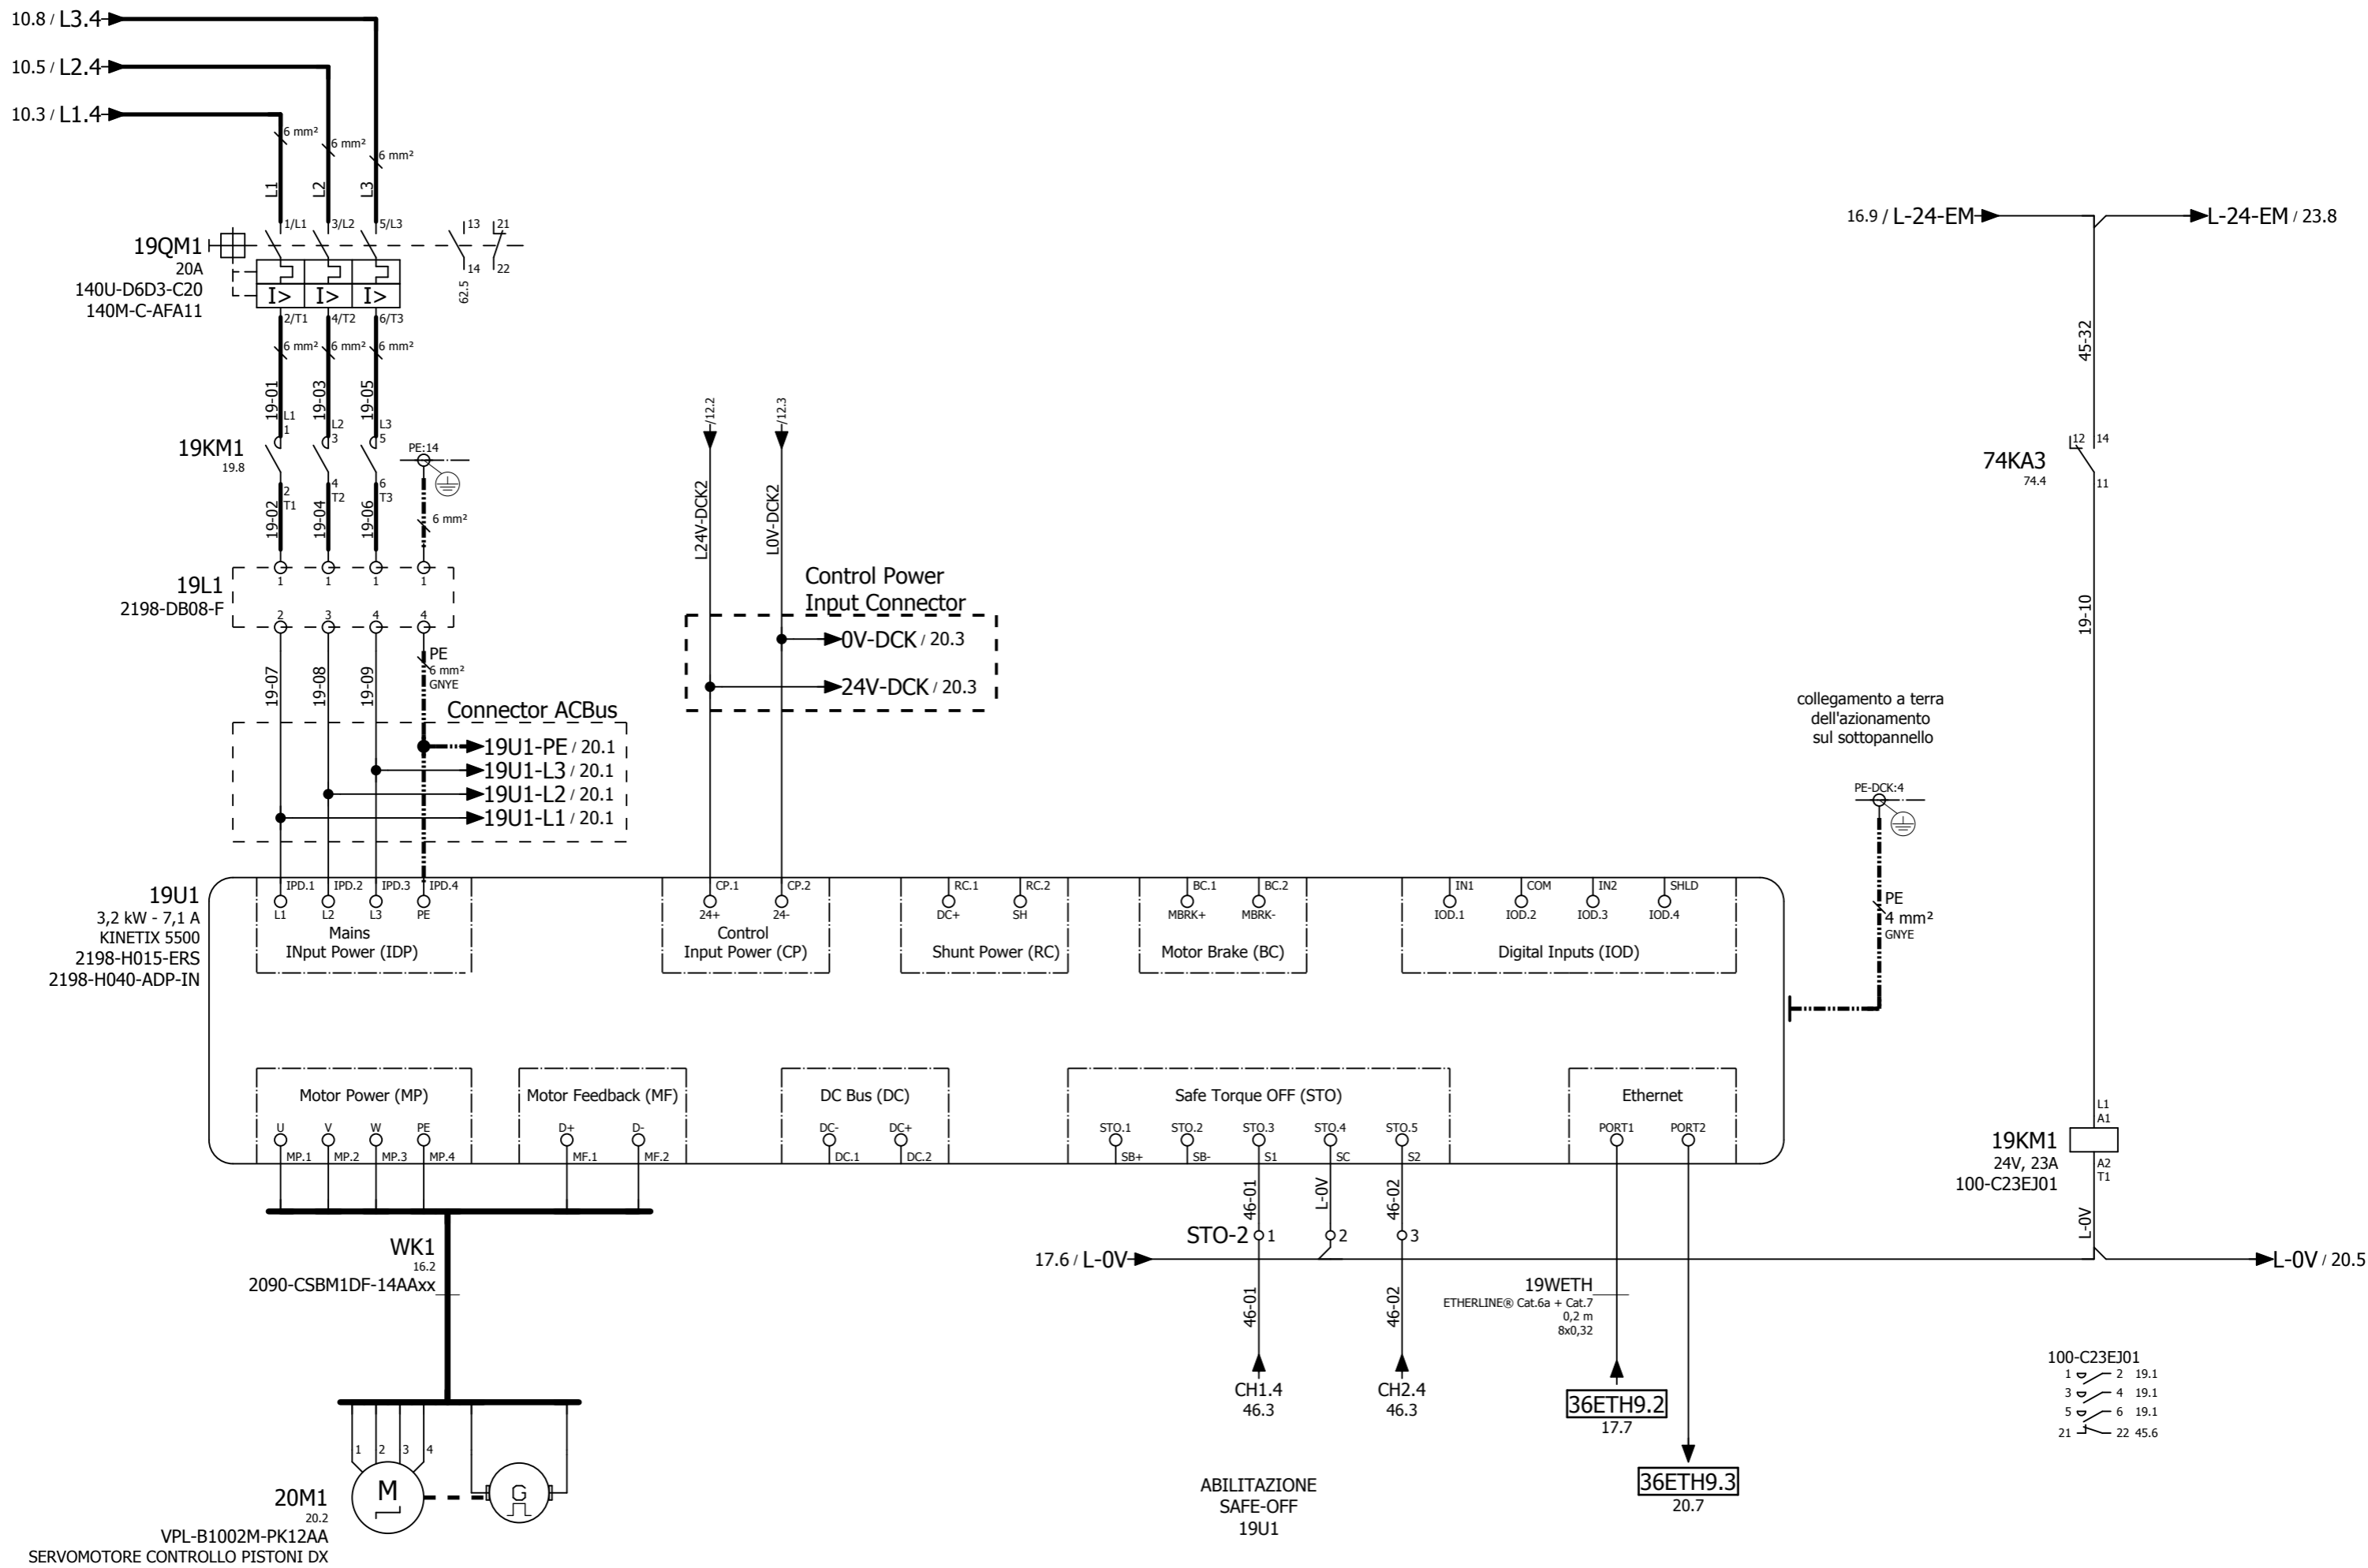 10.8 / L3.4
10.5 / L2.4
10.3 / L1.4
6 mm²
6 mm²
6 mm²
L1
L2
L3
1/L1
3/L2
5/L3
13
21
14
22
62.5
19QM1
20A
140U-D6D3-C20
140M-C-AFA11
I>
I>
I>
2/T1
4/T2
6/T3
6 mm²
6 mm²
6 mm²
19-01
19-03
19-05
L1
1
L2
3
L3
5
19KM1
19.8
2
T1
4
T2
6
T3
PE:14
6 mm²
19-02
19-04
19-06
19L1
2198-DB08-F
1
1
1
1
2
3
4
4
PE
6 mm²
GNYE
19-07
19-08
19-09
Connector ACBus
19U1-PE / 20.1
19U1-L3 / 20.1
19U1-L2 / 20.1
19U1-L1 / 20.1
/12.2
/12.3
L24V-DCK2
L0V-DCK2
Control Power
Input Connector
0V-DCK / 20.3
24V-DCK / 20.3
16.9 / L-24-EM
L-24-EM / 23.8
45-32
12
14
74KA3
74.4
11
19-10
collegamento a terra
dell'azionamento
sul sottopannello
PE-DCK:4
PE
4 mm²
GNYE
19U1
3,2 kW - 7,1 A
KINETIX 5500
2198-H015-ERS
2198-H040-ADP-IN
IPD.1
IPD.2
IPD.3
IPD.4
L1
L2
L3
PE
Mains
INput Power (IDP)
CP.1
CP.2
24+
24-
Control
Input Power (CP)
RC.1
RC.2
DC+
SH
Shunt Power (RC)
BC.1
BC.2
MBRK+
MBRK-
Motor Brake (BC)
IN1
COM
IN2
SHLD
IOD.1
IOD.2
IOD.3
IOD.4
Digital Inputs (IOD)
Motor Power (MP)
U
V
W
PE
MP.1
MP.2
MP.3
MP.4
Motor Feedback (MF)
D+
D-
MF.1
MF.2
DC Bus (DC)
DC-
DC+
DC.1
DC.2
Safe Torque OFF (STO)
STO.1
STO.2
STO.3
STO.4
STO.5
SB+
SB-
S1
SC
S2
Ethernet
PORT1
PORT2
L1
A1
19KM1
24V, 23A
100-C23EJ01
A2
T1
L-0V
46-01
L-0V
46-02
STO-2
1
2
3
17.6 / L-0V
L-0V / 20.5
46-01
46-02
WK1
16.2
2090-CSBM1DF-14AAxx
19WETH
ETHERLINE® Cat.6a + Cat.7
0,2 m
8x0,32
CH1.4
46.3
CH2.4
46.3
36ETH9.2
17.7
36ETH9.3
20.7
100-C23EJ01
1 2 19.1
3 4 19.1
5 6 19.1
21 22 45.6
1
2
3
4
M
G
20M1
20.2
VPL-B1002M-PK12AA
SERVOMOTORE CONTROLLO PISTONI DX
ABILITAZIONE
SAFE-OFF
19U1